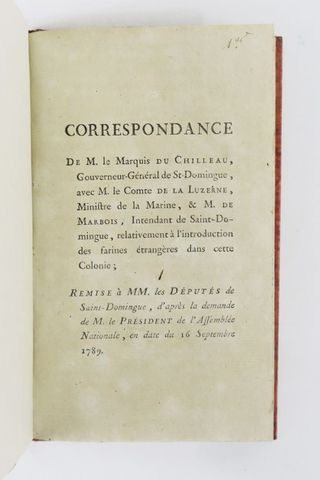 1.er
CORRESPONDANCE
DE M. le Marquis DU CHILLEAU,
Gouverneur-Général de St-Domingue,
avec M. le Comte DE LA LUZERNE,
Miniſtre de la Marine, & M. DE
MARBOIS, Intendant de Saint-Do-
mingue, relativement à l'introduction
des farines étrangères dans cette
Colonie;
REMISE à MM. les DÉPUTÉS de
Saint-Domingue, d'après la demande
de M. le PRÉSIDENT de l'Aſſemblée
Nationale, en date du 16 Septembre
1789.